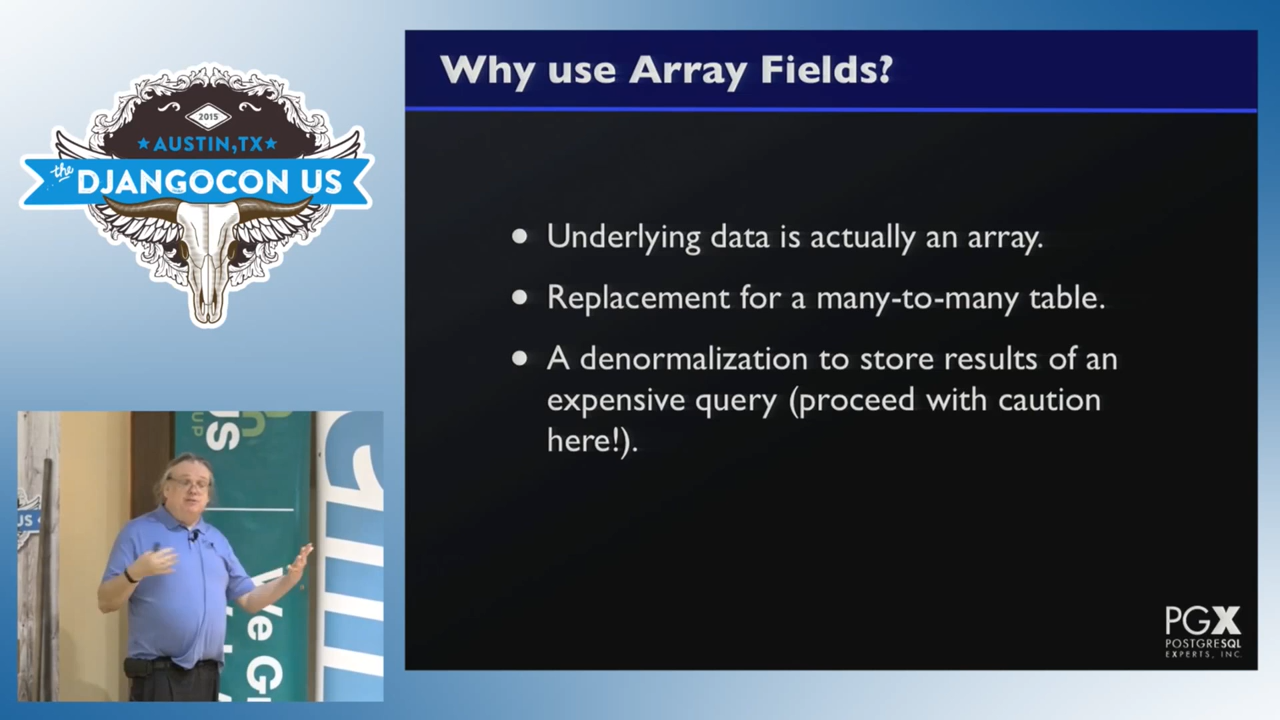 2015
AUSTIN, TX
the
DJANGOCON US
Why use Array Fields?
• Underlying data is actually an array.
• Replacement for a many-to-many table.
• A denormalization to store results of an
expensive query (proceed with caution
here!).
US
We G
PGX
POSTGRESQL
EXPERTS, INC.